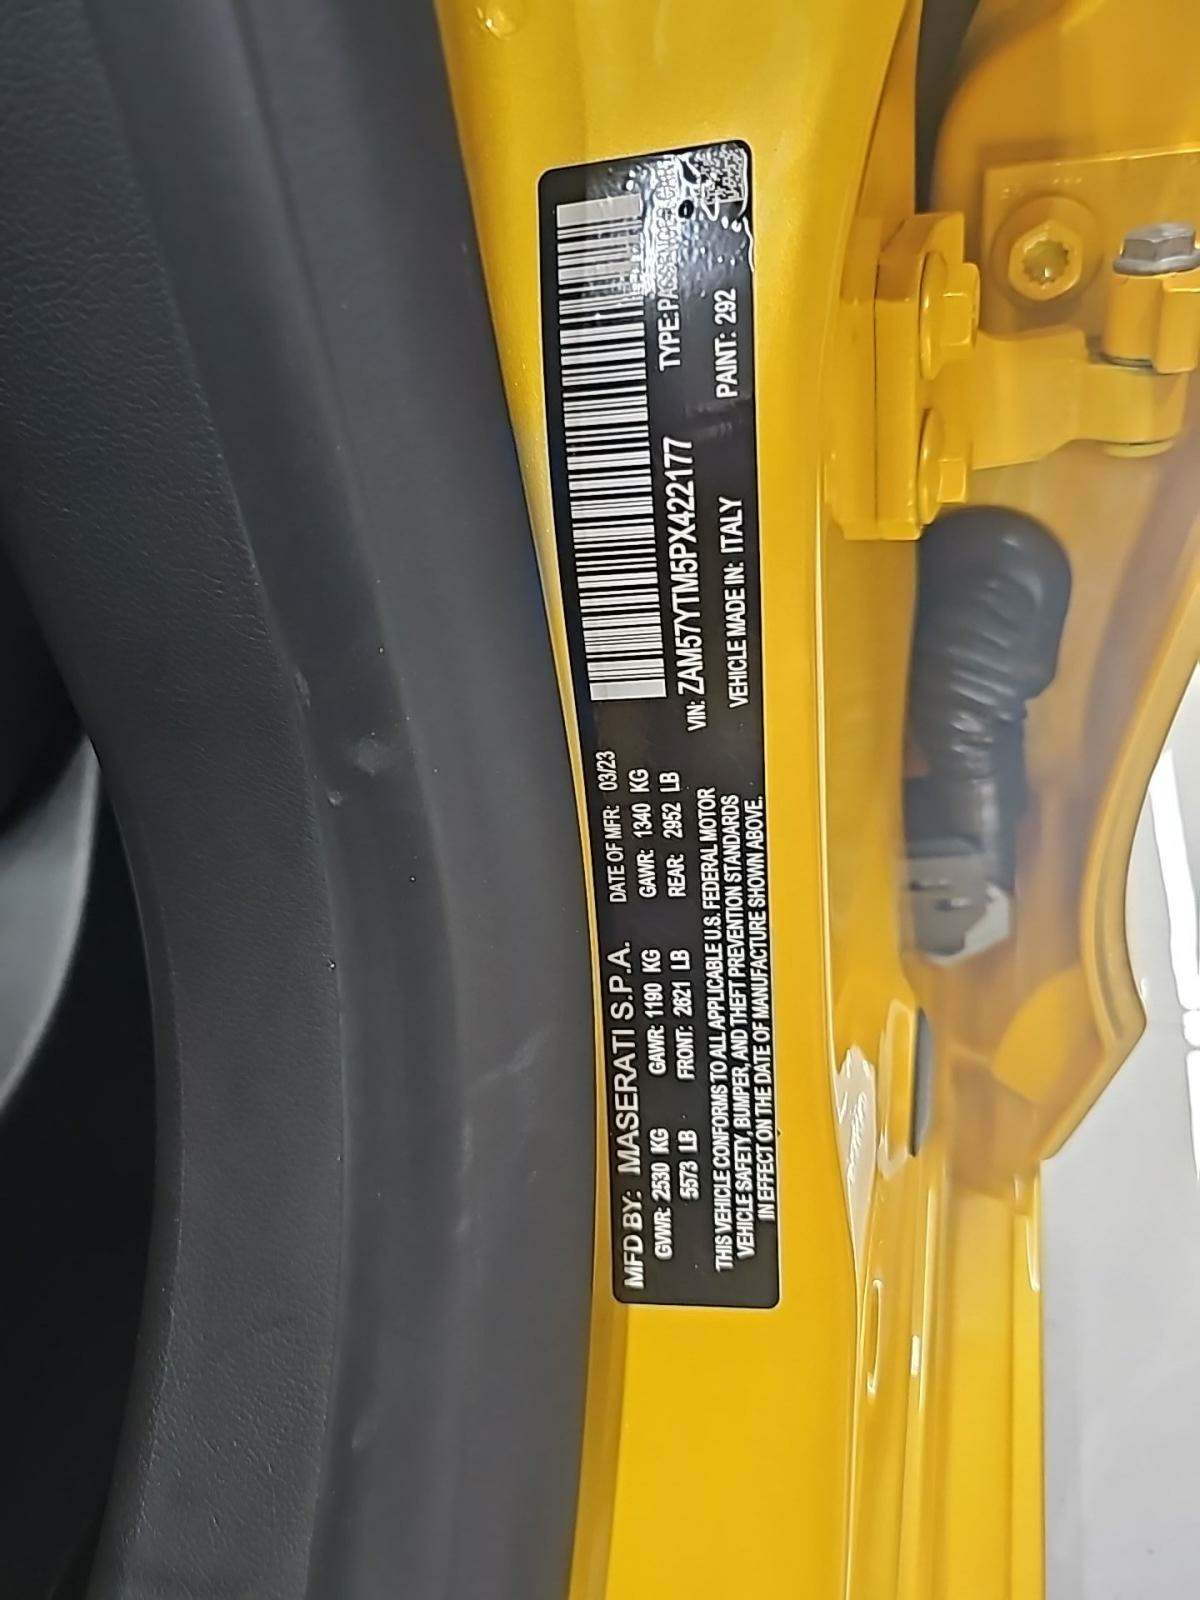 MFD BY: MASERATI S.P.A. DATE OF MFR: 03/23
GVWR: 2530 KG GAWR: 1190 KG GAWR: 1340 KG
5573 LB FRONT: 2621 LB REAR: 2952 LB
THIS VEHICLE CONFORMS TO ALL APPLICABLE U.S. FEDERAL MOTOR
VEHICLE SAFETY, BUMPER, AND THEFT PREVENTION STANDARDS
IN EFFECT ON THE DATE OF MANUFACTURE SHOWN ABOVE.
VIN: ZAM57YTM5PX422177 TYPE: PASSENGER
VEHICLE MADE IN: ITALY PAINT: 292